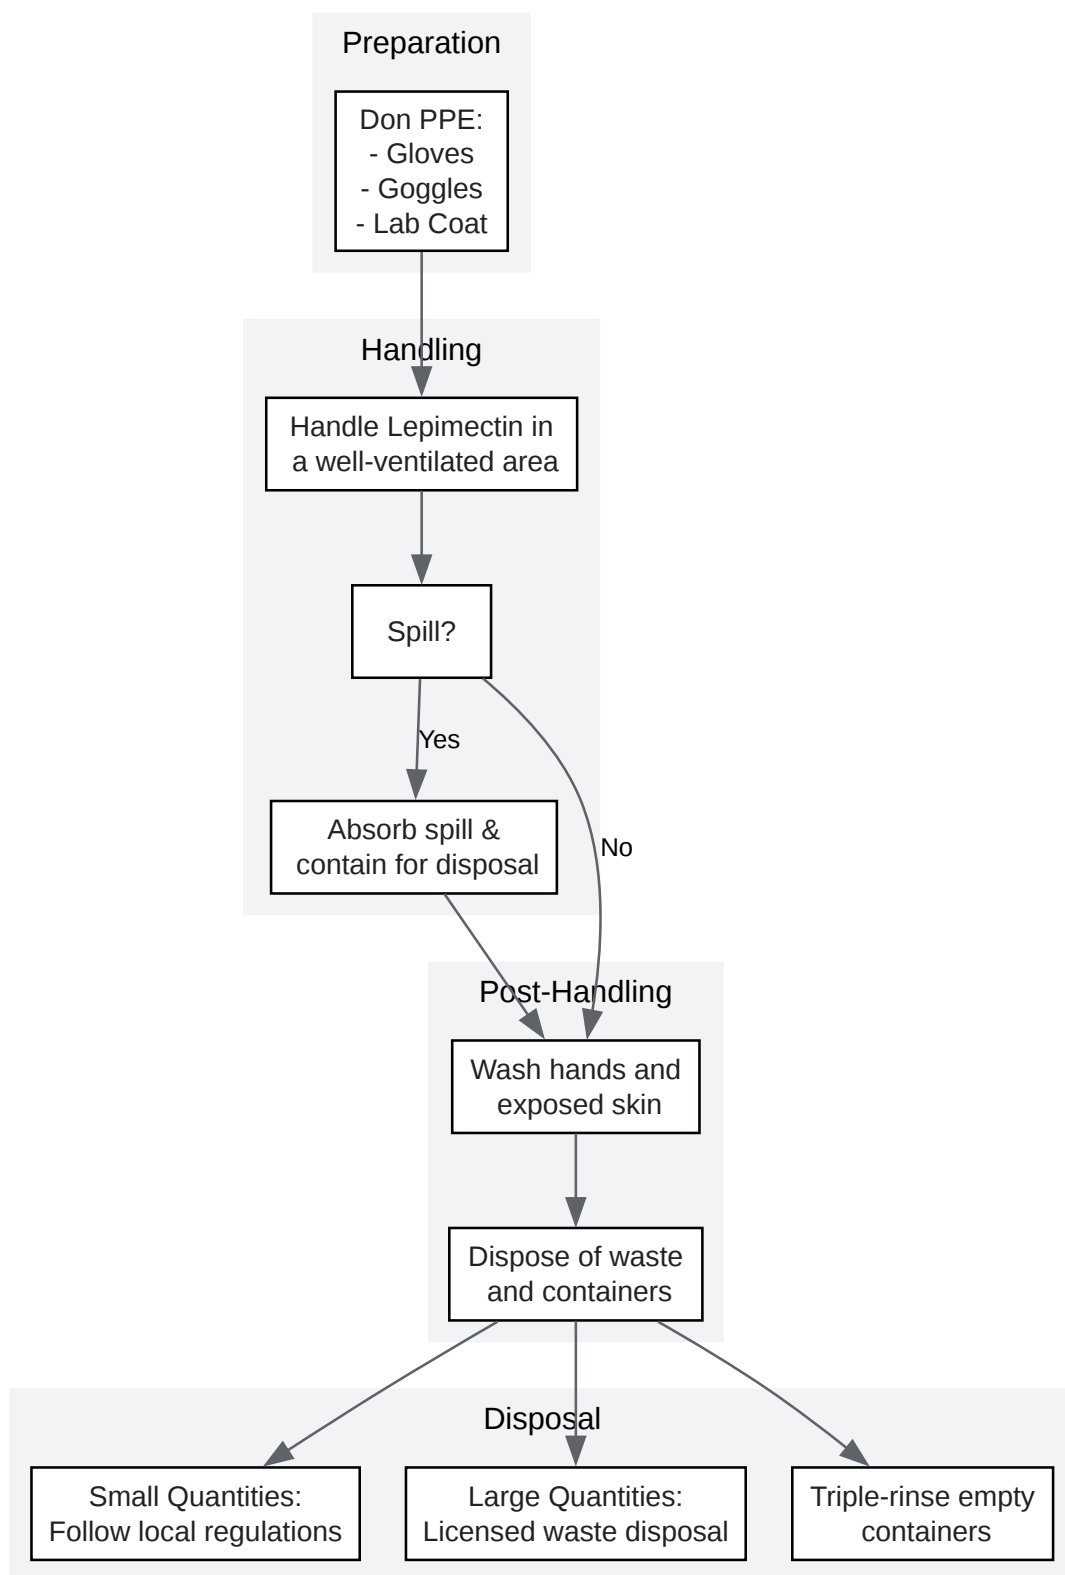 Preparation
Don PPE:
- Gloves
- Goggles
- Lab Coat
Handling
Handle Lepimectin in
a well-ventilated area
Spill?
Yes
Absorb spill &
contain for disposal
No
Post-Handling
Wash hands and
exposed skin
Dispose of waste
and containers
Disposal
Small Quantities:
Follow local regulations
Large Quantities:
Licensed waste disposal
Triple-rinse empty
containers